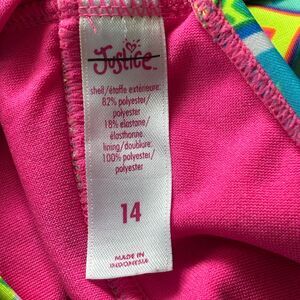 Justice
shell/étoffe extérieure:
82% polyester/
polyester
18% elastane/
élasthanne.
lining/doublure:
100% polyester/
polyester
14
MADE IN
INDONESIA